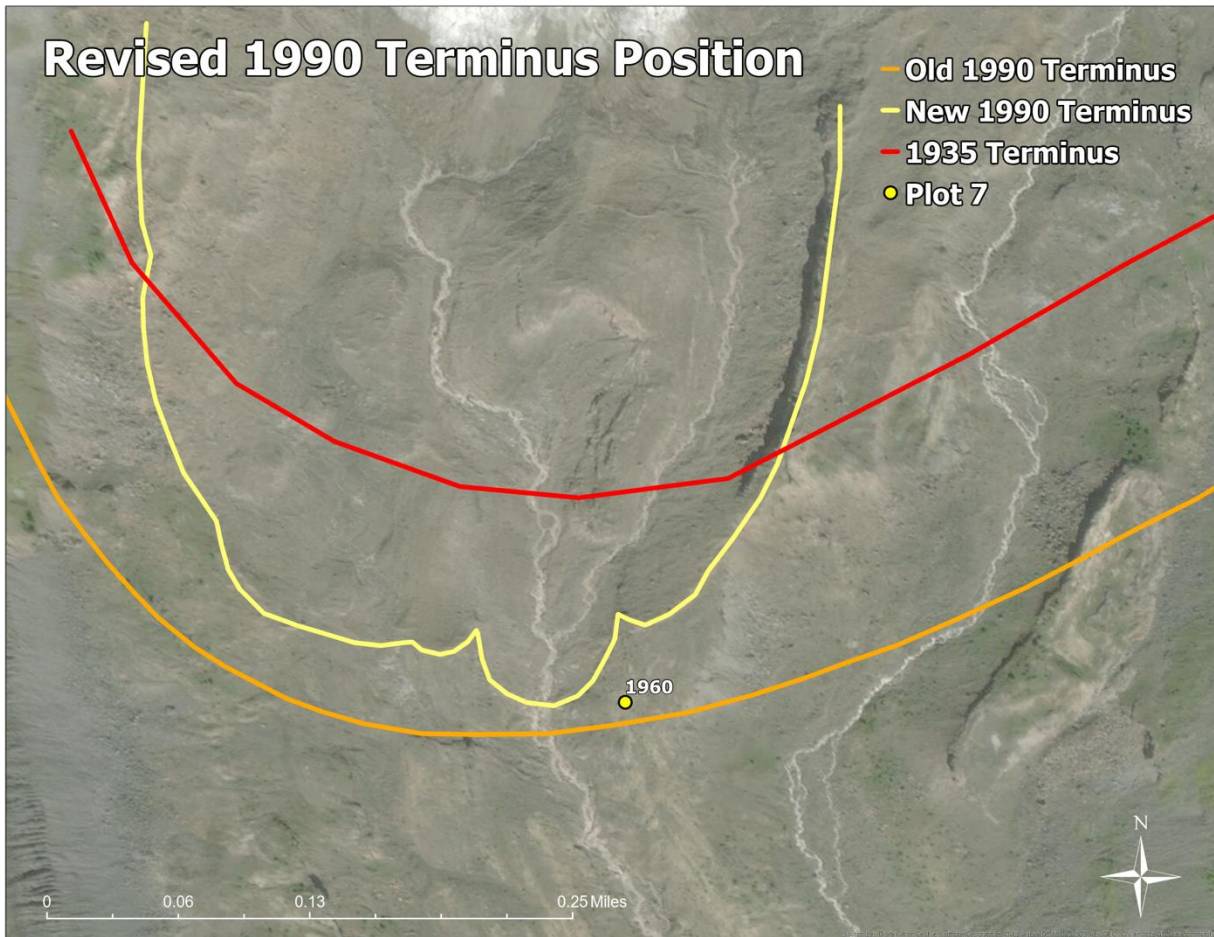 Revised 1990 Terminus Position
Old 1990 Terminus
New 1990 Terminus
1935 Terminus
Plot 7
1960
N
0
0.06
0.13
0.25 Miles